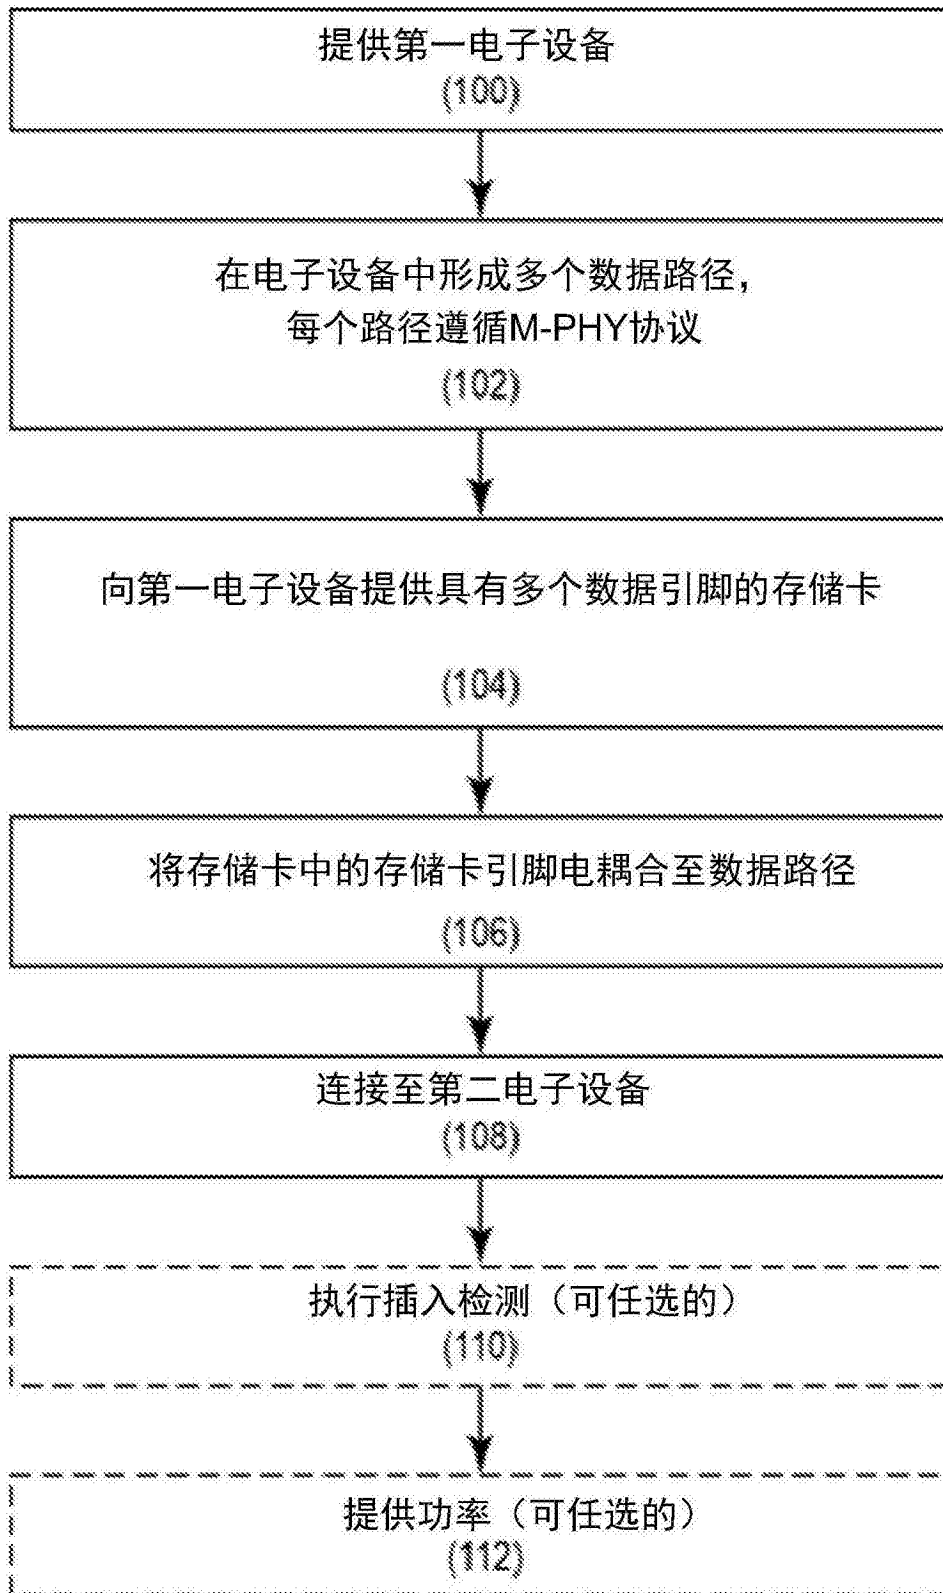 提供第一电子设备
(100)
在电子设备中形成多个数据路径，
每个路径遵循M-PHY协议
(102)
向第一电子设备提供具有多个数据引脚的存储卡
(104)
将存储卡中的存储卡引脚电耦合至数据路径
(106)
连接至第二电子设备
(108)
执行插入检测（可任选的）
(110)
提供功率（可任选的）
(112)